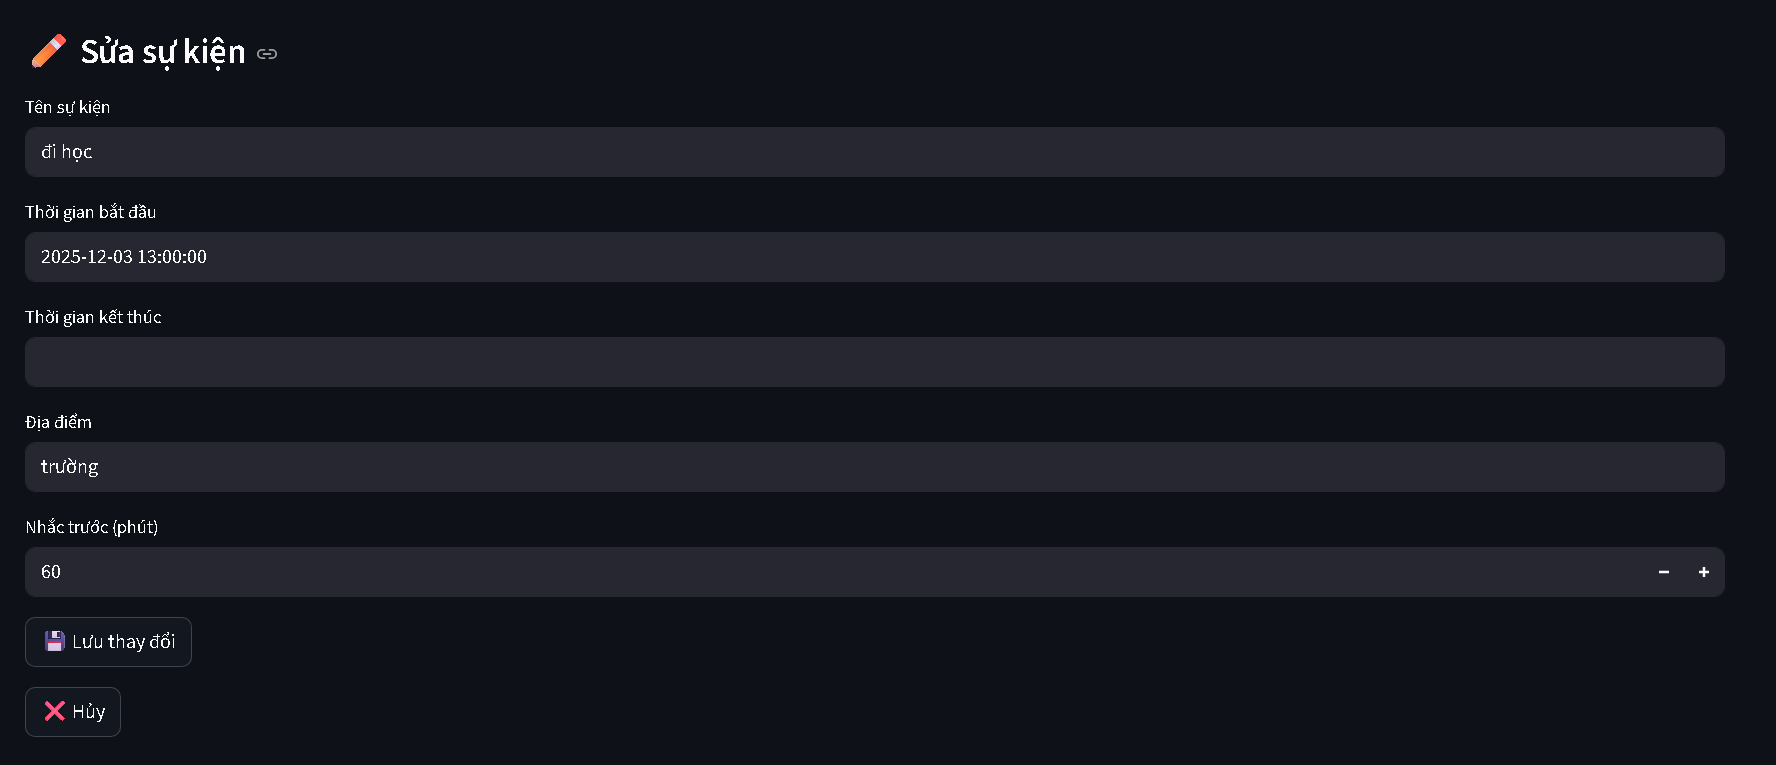 Sửa sự kiện
Tên sự kiện
đi học
Thời gian bắt đầu
2025-12-03 13:00:00
Thời gian kết thúc
Địa điểm
trường
Nhắc trước (phút)
60
Lưu thay đổi
Hủy